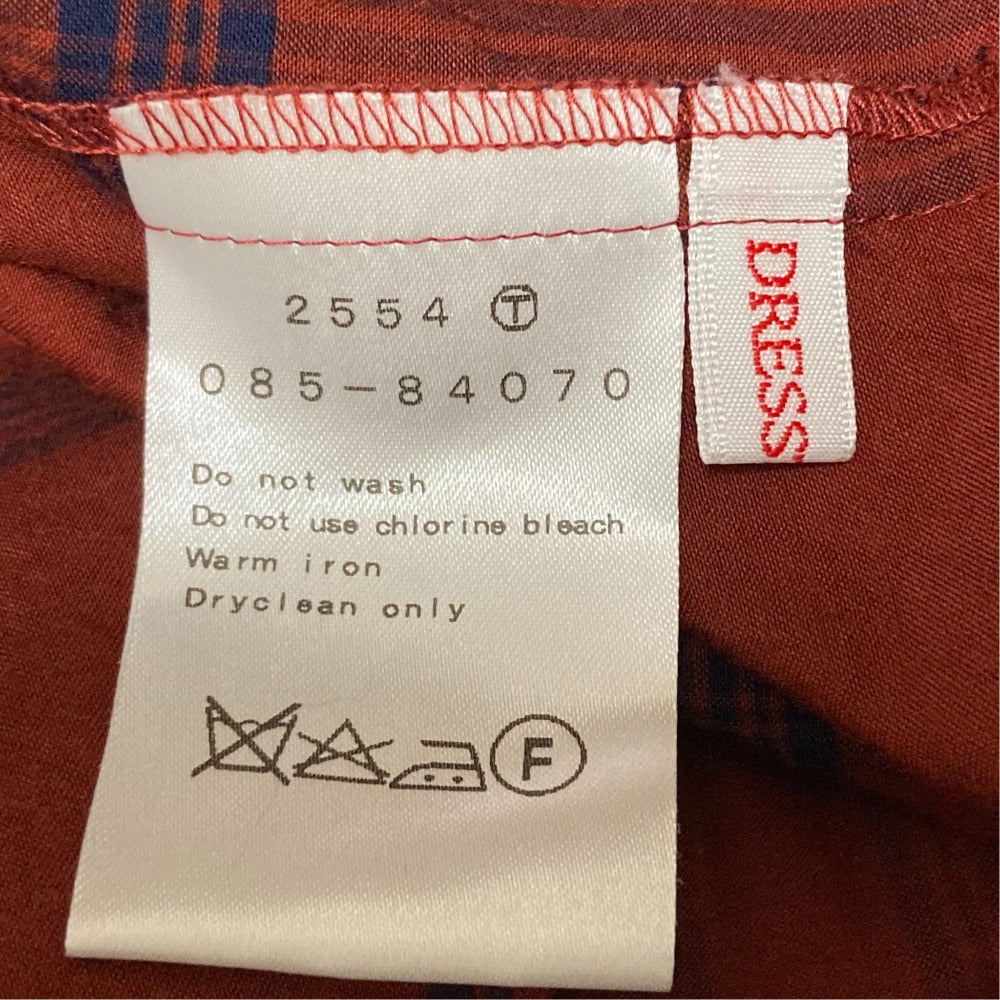 2554 Ⓣ
085-84070
Do not wash
Do not use chlorine bleach
Warm iron
Dryclean only
F
DRESS